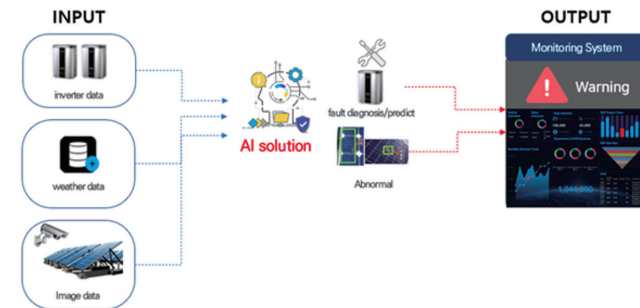 INPUT
inverter data
weather data
Image data
AI solution
fault diagnosis/predict
Abnormal
OUTPUT
Monitoring System
Warning